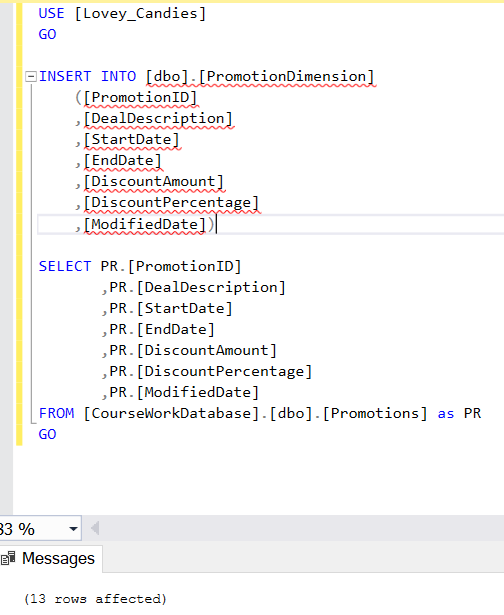 USE [Lovey_Candies]
GO
INSERT INTO [dbo].[PromotionDimension]
([PromotionID]
,[DealDescription]
,[StartDate]
,[EndDate]
,[DiscountAmount]
,[DiscountPercentage]
,[ModifiedDate])
SELECT PR.[PromotionID]
,PR.[DealDescription]
,PR.[StartDate]
,PR.[EndDate]
,PR.[DiscountAmount]
,PR.[DiscountPercentage]
,PR.[ModifiedDate]
FROM [CourseWorkDatabase].[dbo].[Promotions] as PR
GO
33 %
Messages
(13 rows affected)